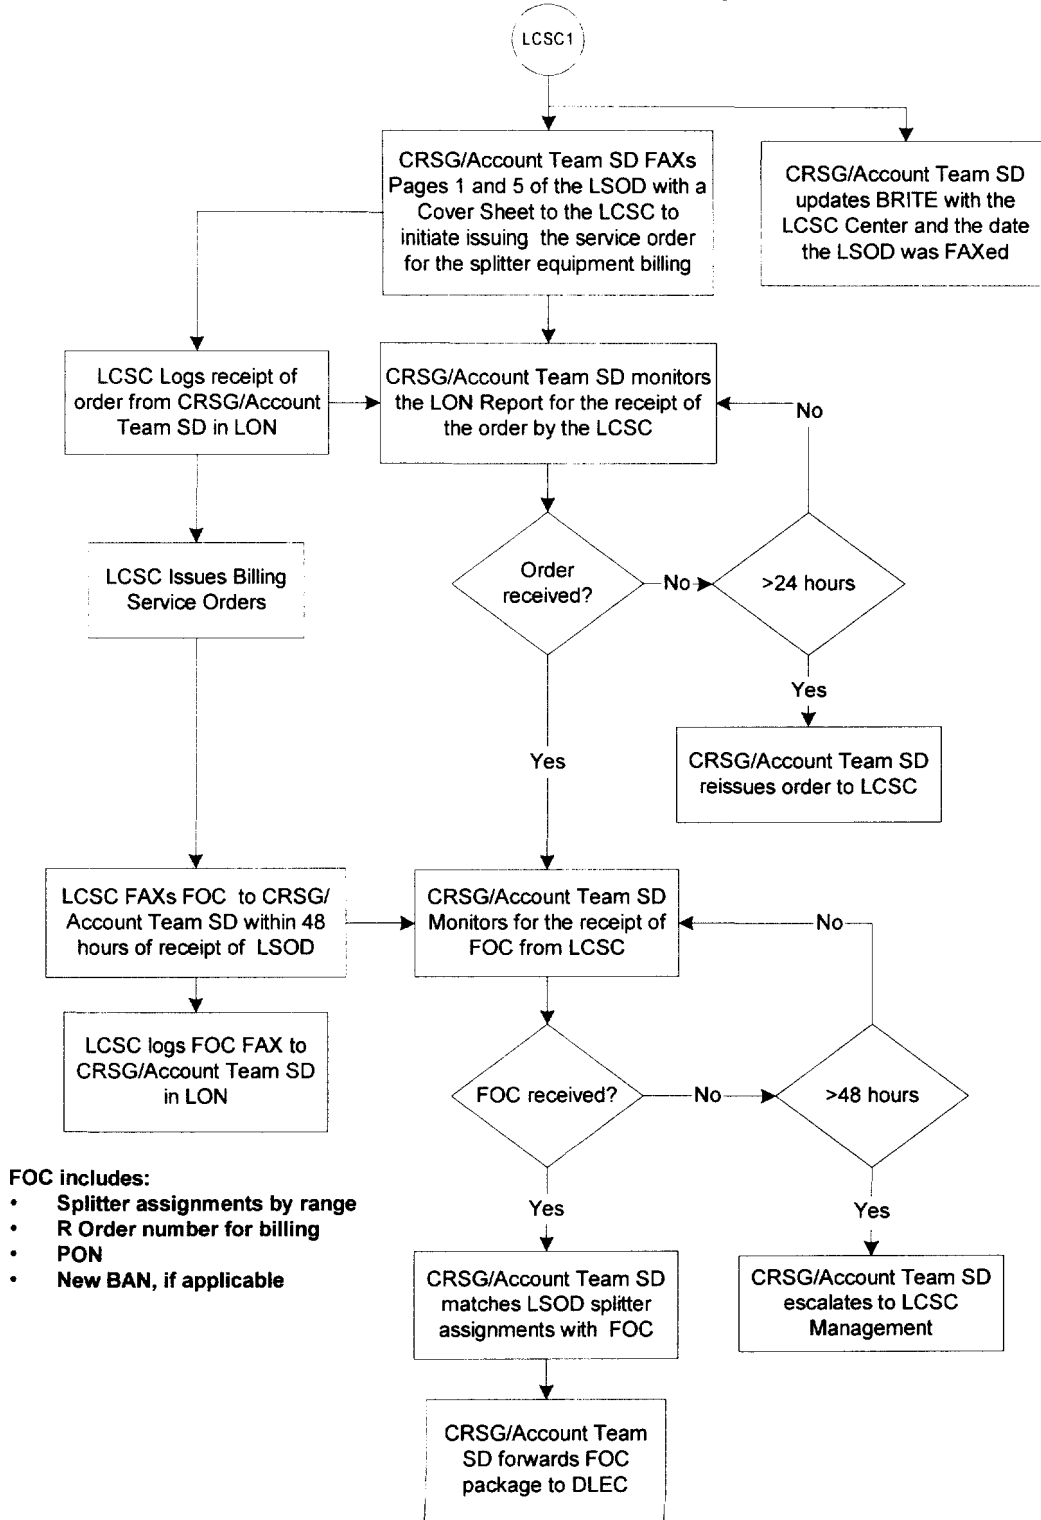 LCSC1
CRSG/Account Team SD FAXs
Pages 1 and 5 of the LSOD with a
Cover Sheet to the LCSC to
initiate issuing the service order
for the splitter equipment billing
CRSG/Account Team SD
updates BRITE with the
LCSC Center and the date
the LSOD was FAXed
LCSC Logs receipt of
order from CRSG/Account
Team SD in LON
CRSG/Account Team SD monitors
the LON Report for the receipt of
the order by the LCSC
No
LCSC Issues Billing
Service Orders
Order
received?
No
>24 hours
Yes
Yes
CRSG/Account Team SD
reissues order to LCSC
LCSC FAXs FOC to CRSG/
Account Team SD within 48
hours of receipt of LSOD
CRSG/Account Team SD
Monitors for the receipt of
FOC from LCSC
No
LCSC logs FOC FAX to
CRSG/Account Team SD
in LON
FOC received?
No
>48 hours
FOC includes:
• Splitter assignments by range
• R Order number for billing
• PON
• New BAN, if applicable
Yes
Yes
CRSG/Account Team SD
matches LSOD splitter
assignments with FOC
CRSG/Account Team SD
escalates to LCSC
Management
CRSG/Account Team
SD forwards FOC
package to DLEC